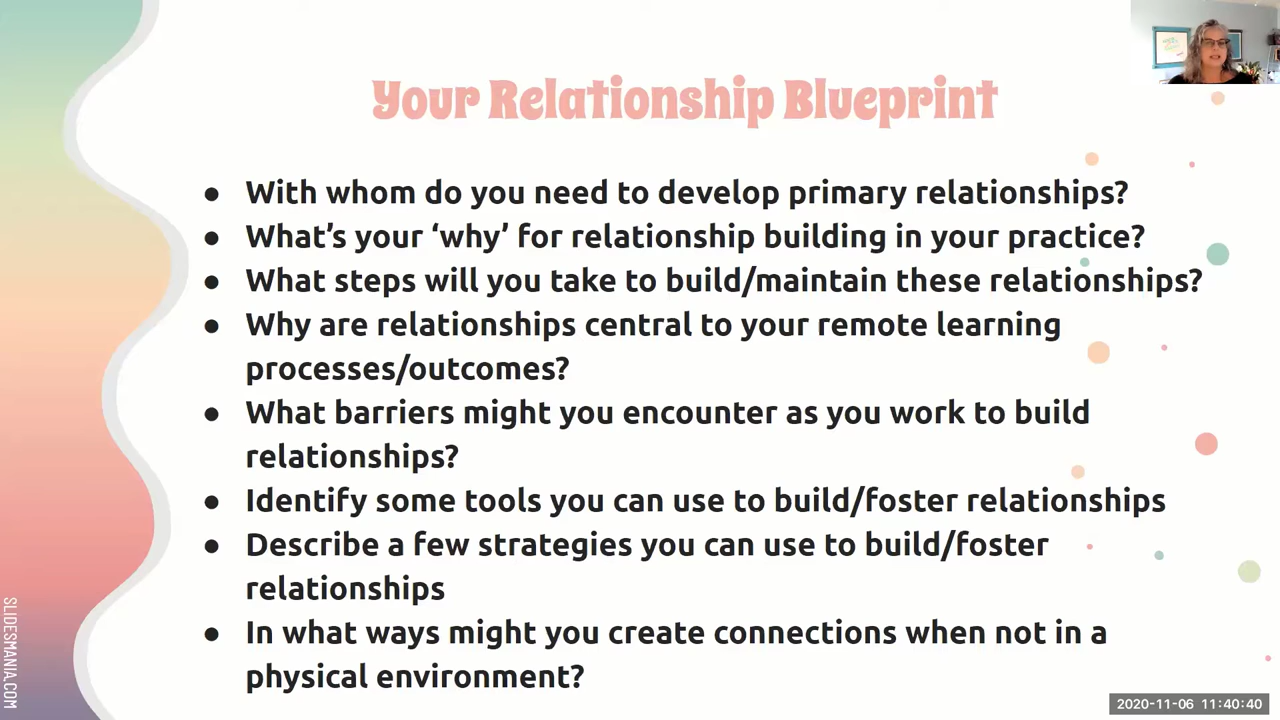 Your Relationship Blueprint
● With whom do you need to develop primary relationships?
● What's your ‘why’ for relationship building in your practice?
● What steps will you take to build/maintain these relationships?
● Why are relationships central to your remote learning
processes/outcomes?
● What barriers might you encounter as you work to build
relationships?
● Identify some tools you can use to build/foster relationships
● Describe a few strategies you can use to build/foster
relationships
● In what ways might you create connections when not in a
physical environment?
SLIDESMANIA.COM
2020-11-06 11:40:40